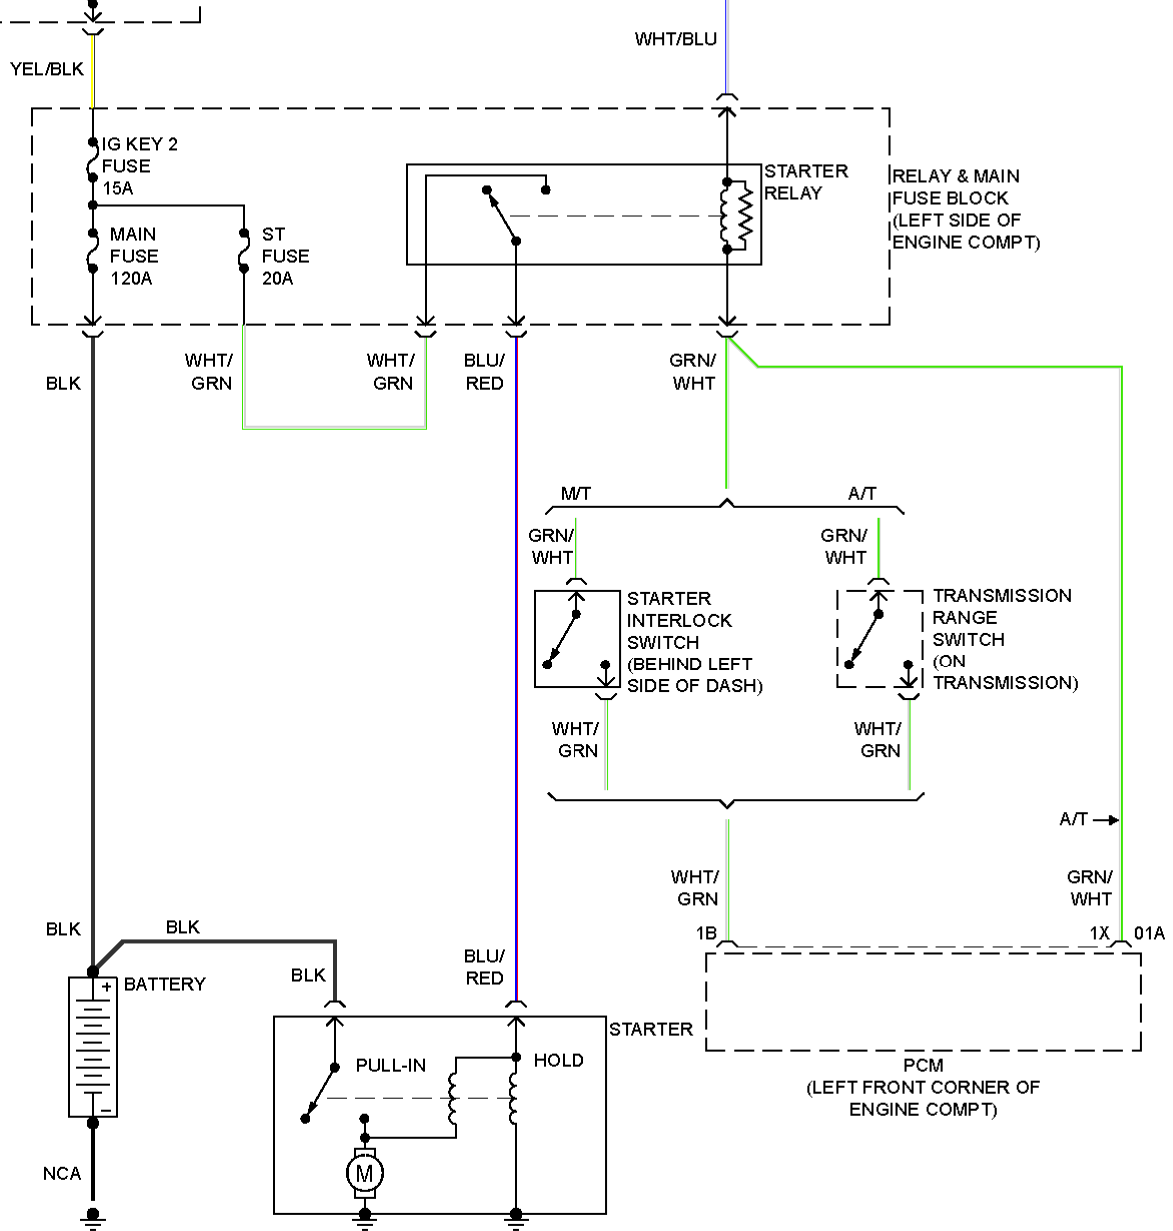 WHT/BLU
YEL/BLK
IG KEY 2
FUSE
15A
MAIN
FUSE
120A
ST
FUSE
20A
STARTER
RELAY
RELAY & MAIN
FUSE BLOCK
(LEFT SIDE OF
ENGINE COMPT)
BLK
WHT/
GRN
WHT/
GRN
BLU/
RED
GRN/
WHT
M/T
A/T
GRN/
WHT
GRN/
WHT
STARTER
INTERLOCK
SWITCH
(BEHIND LEFT
SIDE OF DASH)
TRANSMISSION
RANGE
SWITCH
(ON
TRANSMISSION)
WHT/
GRN
WHT/
GRN
A/T
WHT/
GRN
GRN/
WHT
1B
1X
01A
BLK
BLK
BLK
BLU/
RED
+
BATTERY
–
NCA
STARTER
PULL-IN
HOLD
M
PCM
(LEFT FRONT CORNER OF
ENGINE COMPT)